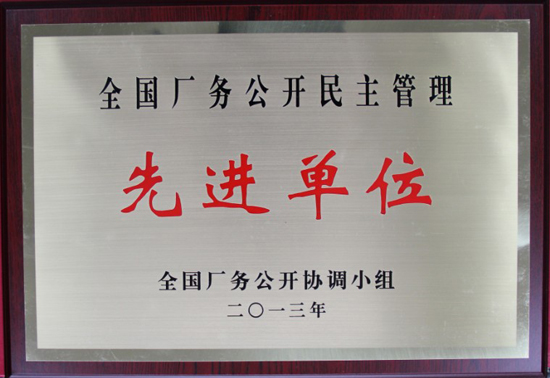 全国厂务公开民主管理
先进单位
全国厂务公开协调小组
二〇一三年